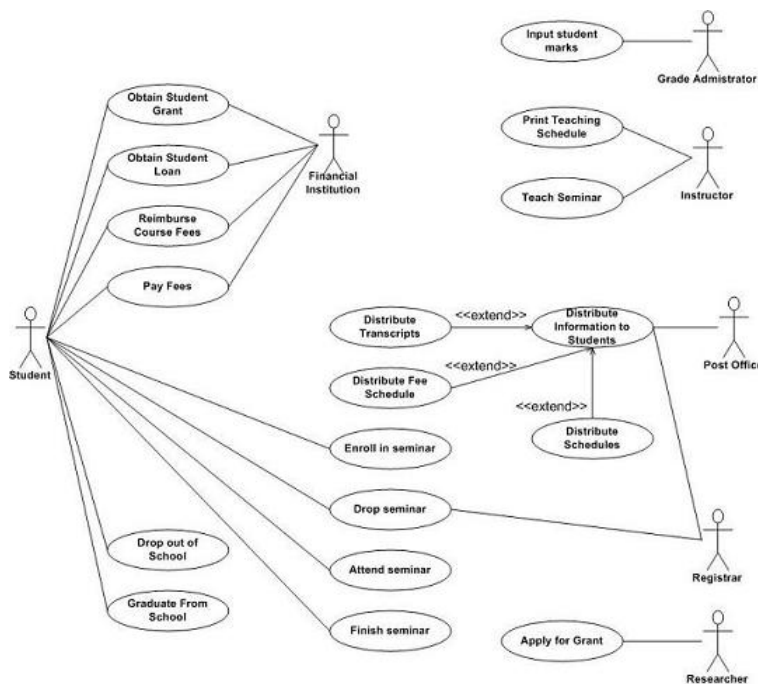 Input student
marks
Grade Admistrator
Obtain Student
Grant
Print Teaching
Schedule
Obtain Student
Loan
Financial
Institution
Instructor
Teach Seminar
Reimburse
Course Fees
Pay Fees
Distribute
Transcripts
<<extend>>
Distribute
Information to
Students
Post Office
Student
Distribute Fee
Schedule
<<extend>>
<<extend>>
Distribute
Schedules
Enroll in seminar
Drop seminar
Drop out of
School
Attend seminar
Registrar
Graduate From
School
Finish seminar
Apply for Grant
Researcher